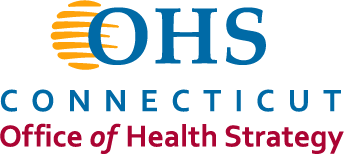 OHS
CONNECTICUT
Office of Health Strategy